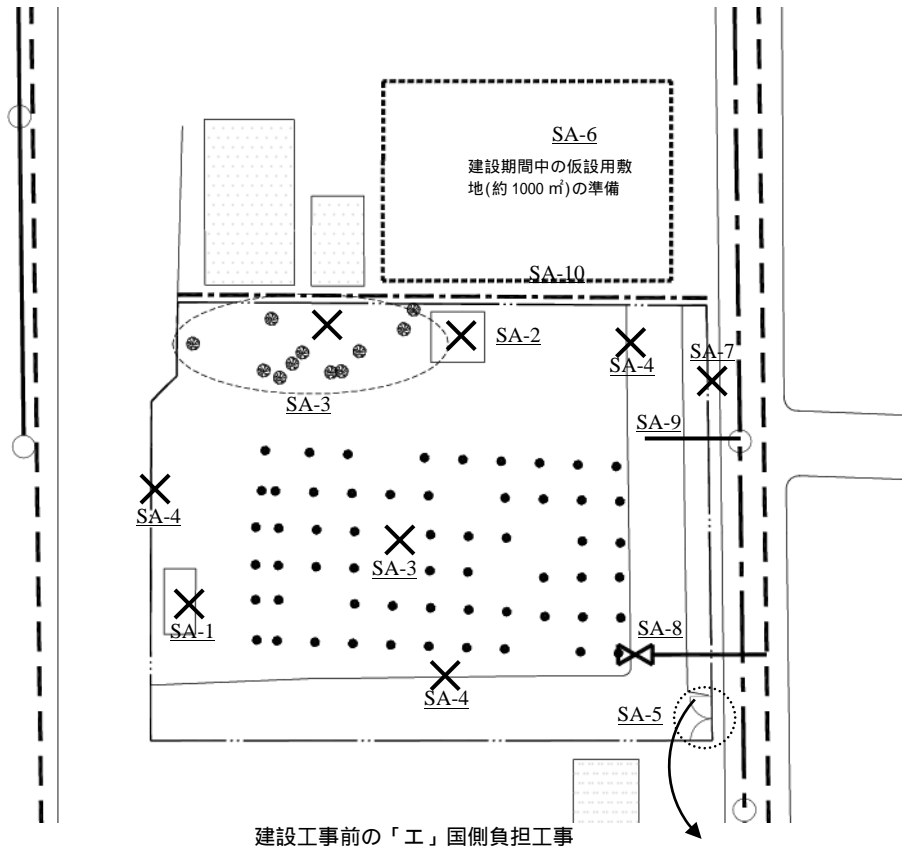 SA-6
建設期間中の仮設用敷
地(約 1000 ㎡)の準備
SA-10
SA-2
SA-4
SA-7
SA-3
SA-9
SA-4
SA-3
SA-1
SA-8
SA-4
SA-5
建設工事前の「エ」国側負担工事